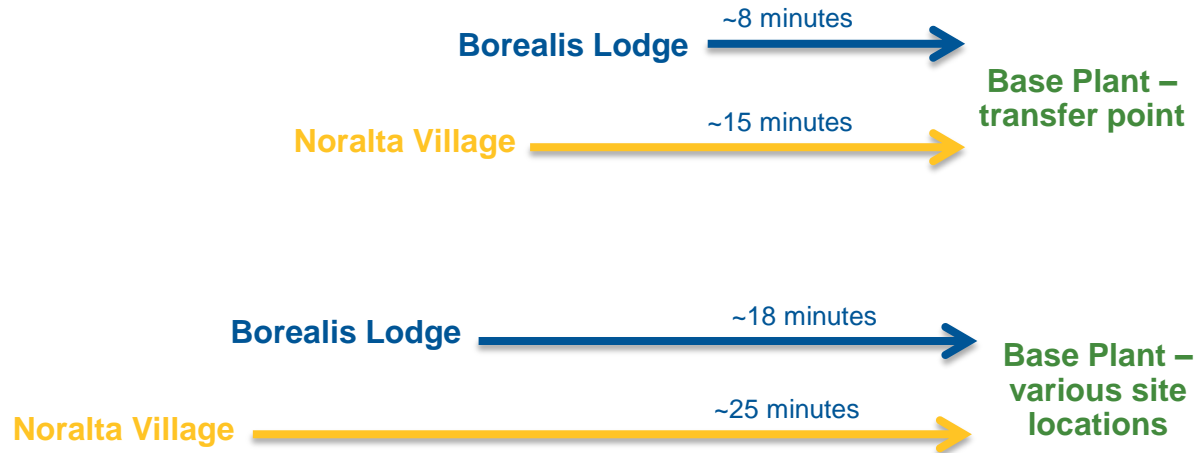 ~8 minutes
Borealis Lodge
Base Plant –
transfer point
~15 minutes
Noralta Village
~18 minutes
Borealis Lodge
Base Plant –
various site
locations
~25 minutes
Noralta Village